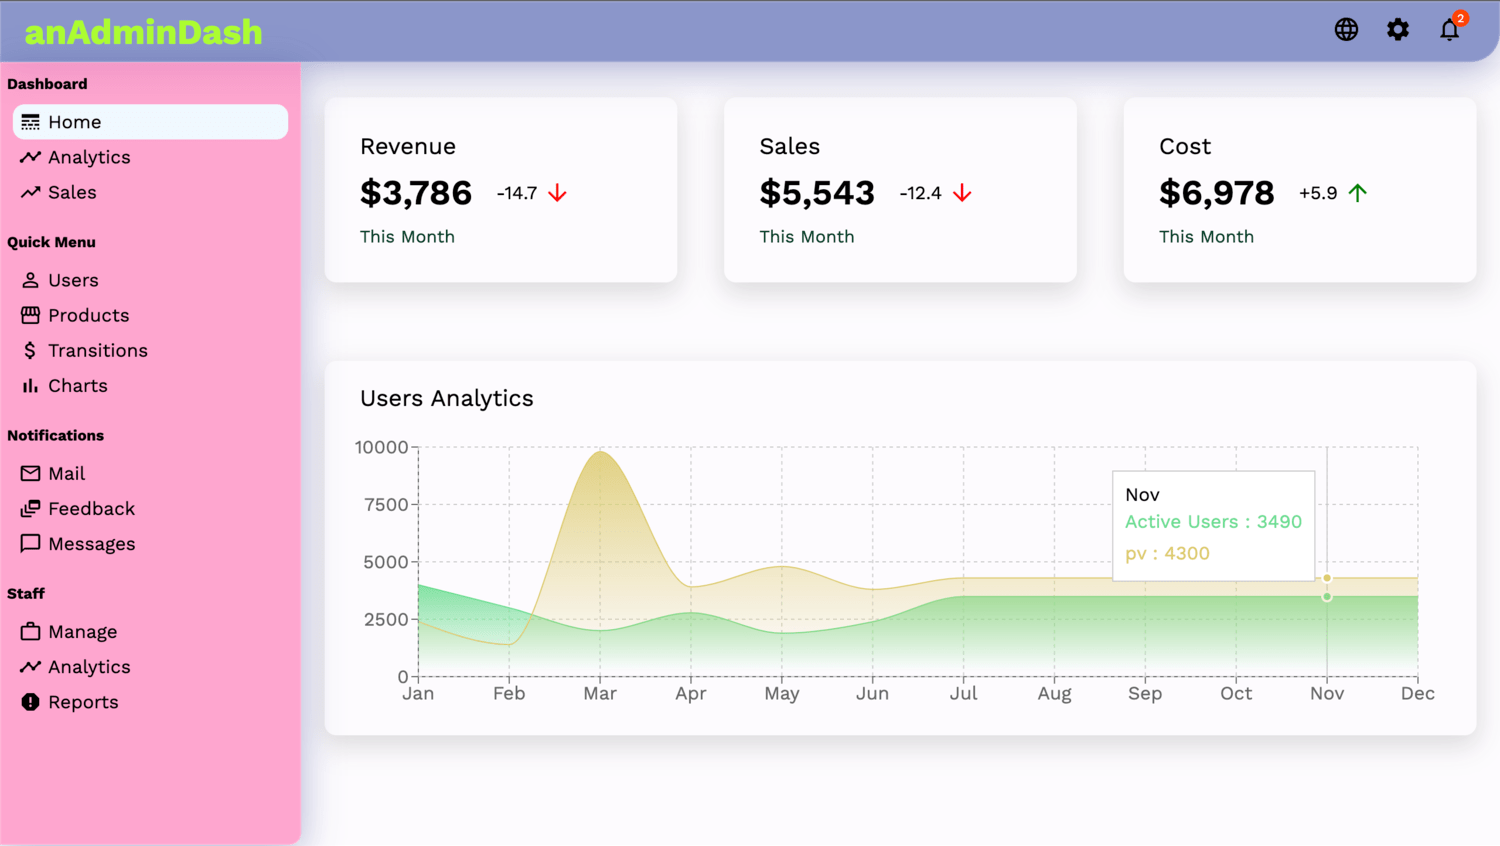 anAdminDash
2
Dashboard
Home
Analytics
Sales
Quick Menu
Users
Products
Transitions
Charts
Notifications
Mail
Feedback
Messages
Staff
Manage
Analytics
Reports
Revenue
$3,786 -14.7
This Month
Sales
$5,543 -12.4
This Month
Cost
$6,978 +5.9
This Month
Users Analytics
10000
7500
5000
2500
0
Nov
Active Users : 3490
pv : 4300
Jan Feb Mar Apr May Jun Jul Aug Sep Oct Nov Dec